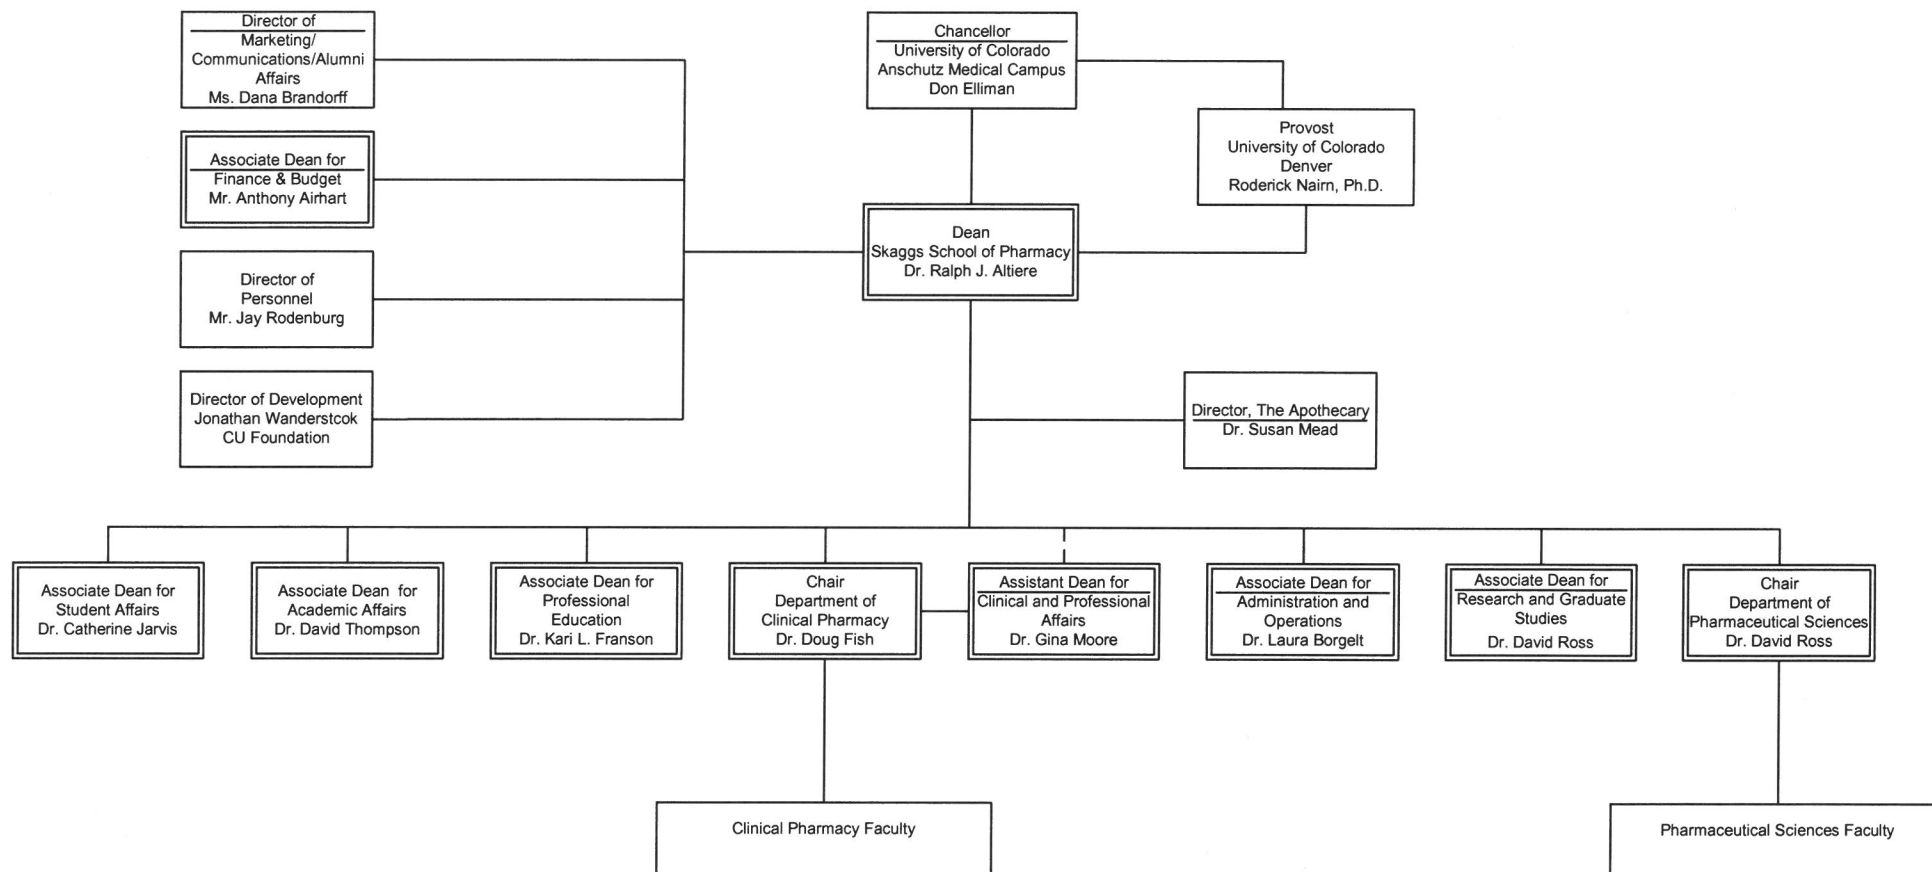 Director of
Marketing/
Communications/Alumni
Affairs
Ms. Dana Brandorff
Chancellor
University of Colorado
Anschutz Medical Campus
Don Elliman
Provost
University of Colorado
Denver
Roderick Nairn, Ph.D.
Associate Dean for
Finance & Budget
Mr. Anthony Airhart
Dean
Skaggs School of Pharmacy
Dr. Ralph J. Altiere
Director of
Personnel
Mr. Jay Rodenburg
Director of Development
Jonathan Wanderstcok
CU Foundation
Director, The Apothecary
Dr. Susan Mead
Associate Dean for
Student Affairs
Dr. Catherine Jarvis
Associate Dean for
Academic Affairs
Dr. David Thompson
Associate Dean for
Professional
Education
Dr. Kari L. Franson
Chair
Department of
Clinical Pharmacy
Dr. Doug Fish
Assistant Dean for
Clinical and Professional
Affairs
Dr. Gina Moore
Associate Dean for
Administration and
Operations
Dr. Laura Borgelt
Associate Dean for
Research and Graduate
Studies
Dr. David Ross
Chair
Department of
Pharmaceutical Sciences
Dr. David Ross
Clinical Pharmacy Faculty
Pharmaceutical Sciences Faculty